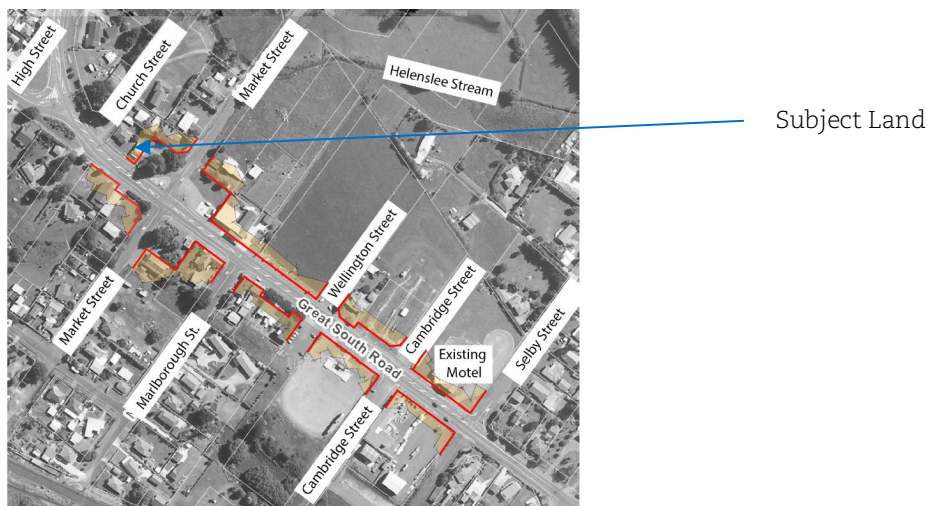 High Street
Church Street
Market Street
Helenslee Stream
Subject Land
Wellington Street
Cambridge Street
Great South Road
Selby Street
Existing
Motel
Market Street
Marlborough St.
Cambridge Street